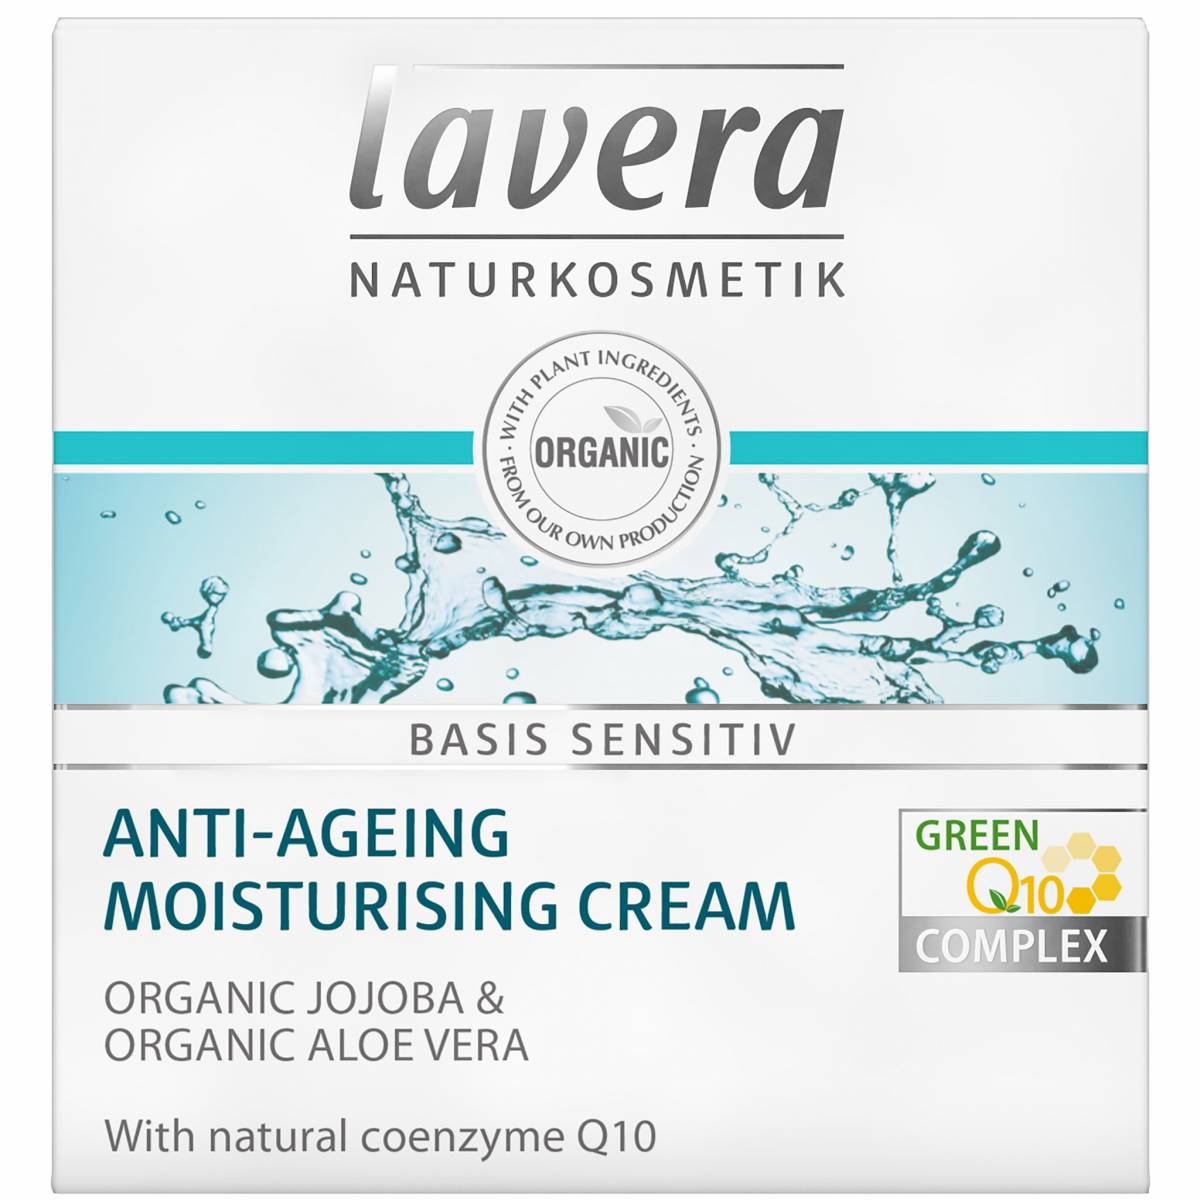 lavera
NATURKOSMETIK
· WITH PLANT INGREDIENTS ·
FROM OUR OWN PRODUCTION
ORGANIC
BASIS SENSITIV
ANTI-AGEING
MOISTURISING CREAM
GREEN
Q10
COMPLEX
ORGANIC JOJOBA &
ORGANIC ALOE VERA
With natural coenzyme Q10